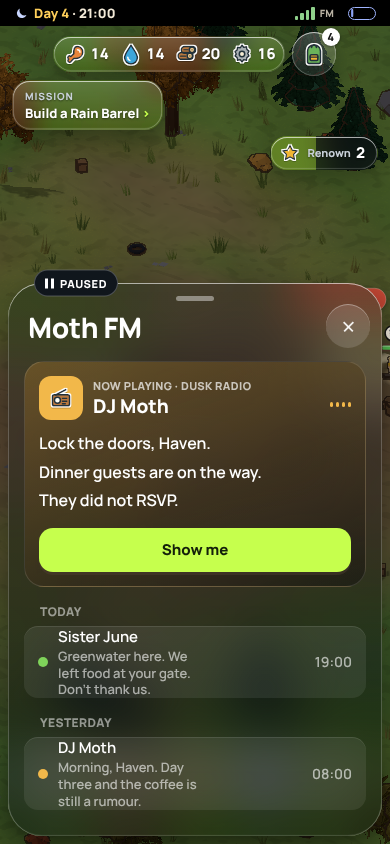 Day 4 · 21:00
FM
14
14
20
16
4
MISSION
Build a Rain Barrel ›
Renown 2
PAUSED
Moth FM
NOW PLAYING · DUSK RADIO
DJ Moth
Lock the doors, Haven.
Dinner guests are on the way.
They did not RSVP.
Show me
TODAY
Sister June
Greenwater here. We
left food at your gate.
Don't thank us.
19:00
YESTERDAY
DJ Moth
Morning, Haven. Day
three and the coffee is
still a rumour.
08:00